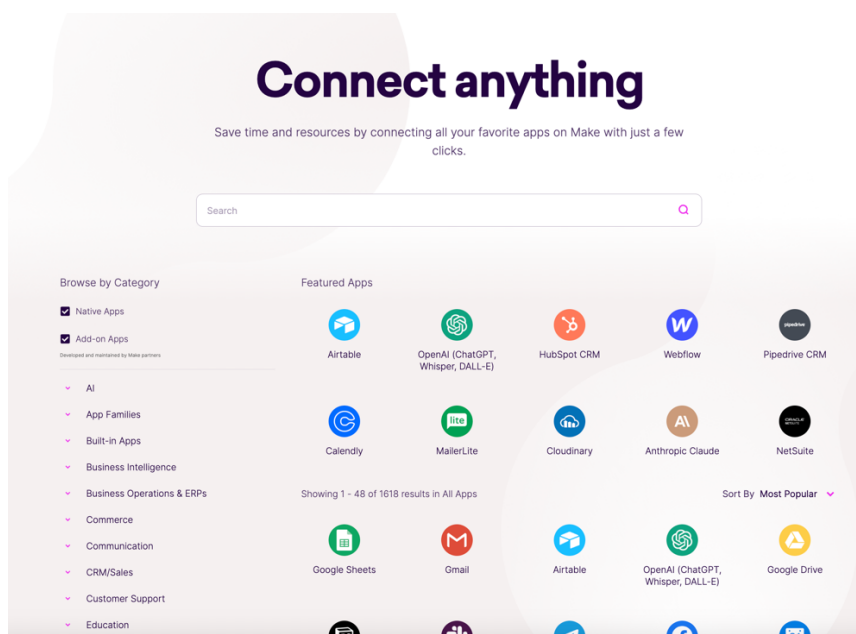 Connect anything
Save time and resources by connecting all your favorite apps on Make with just a few
clicks.
Search
Browse by Category
Native Apps
Add-on Apps
Developed and maintained by Make partners
AI
App Families
Built-in Apps
Business Intelligence
Business Operations & ERPs
Commerce
Communication
CRM/Sales
Customer Support
Education
Featured Apps
Airtable
OpenAI (ChatGPT,
Whisper, DALL-E)
HubSpot CRM
Webflow
pipedrive
Pipedrive CRM
Calendly
lite
MailerLite
Cloudinary
Anthropic Claude
ORACLE
NETSUITE
NetSuite
Showing 1 - 48 of 1618 results in All Apps
Sort By Most Popular
Google Sheets
Gmail
Airtable
OpenAI (ChatGPT,
Whisper, DALL-E)
Google Drive